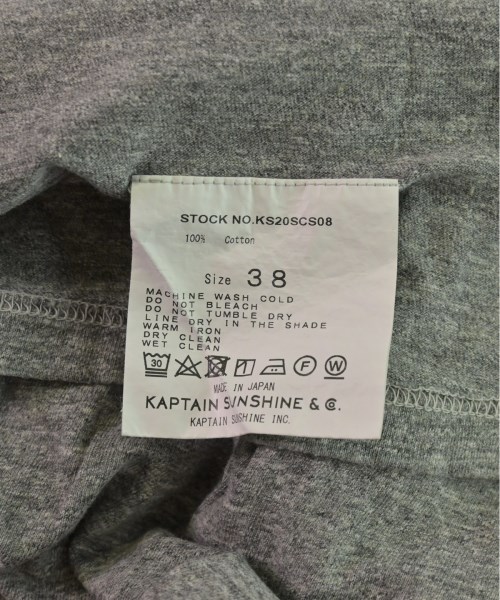 STOCK NO.KS20SCS08
100% Cotton
Size 38
MACHINE WASH COLD
DO NOT BLEACH
DO NOT TUMBLE DRY
LINE DRY IN THE SHADE
WARM IRON
DRY CLEAN
WET CLEAN
30 F W
MADE IN JAPAN
KAPTAIN SUNSHINE & Co.
KAPTAIN SUNSHINE INC.